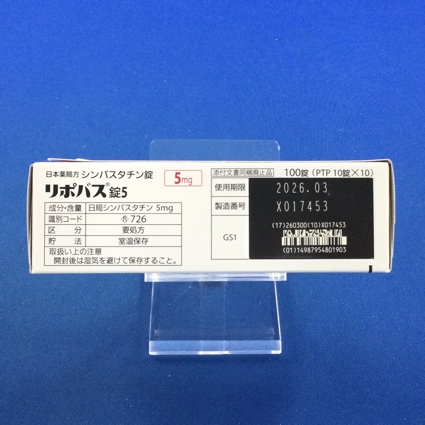 日本薬局方 シンバスタチン錠
リポバス®錠5
5mg
成分・含量 日局シンバスタチン 5mg
識別コード 726
区 分 要処方
貯 法 室温保存
取扱い上の注意
開封後は湿気を避けて保存すること。
添付文書同梱廃止品
100錠（PTP 10錠×10）
使用期限 2026.03
製造番号 X017453
GS1
(17)260300(10)X017453
(01)14987954801903